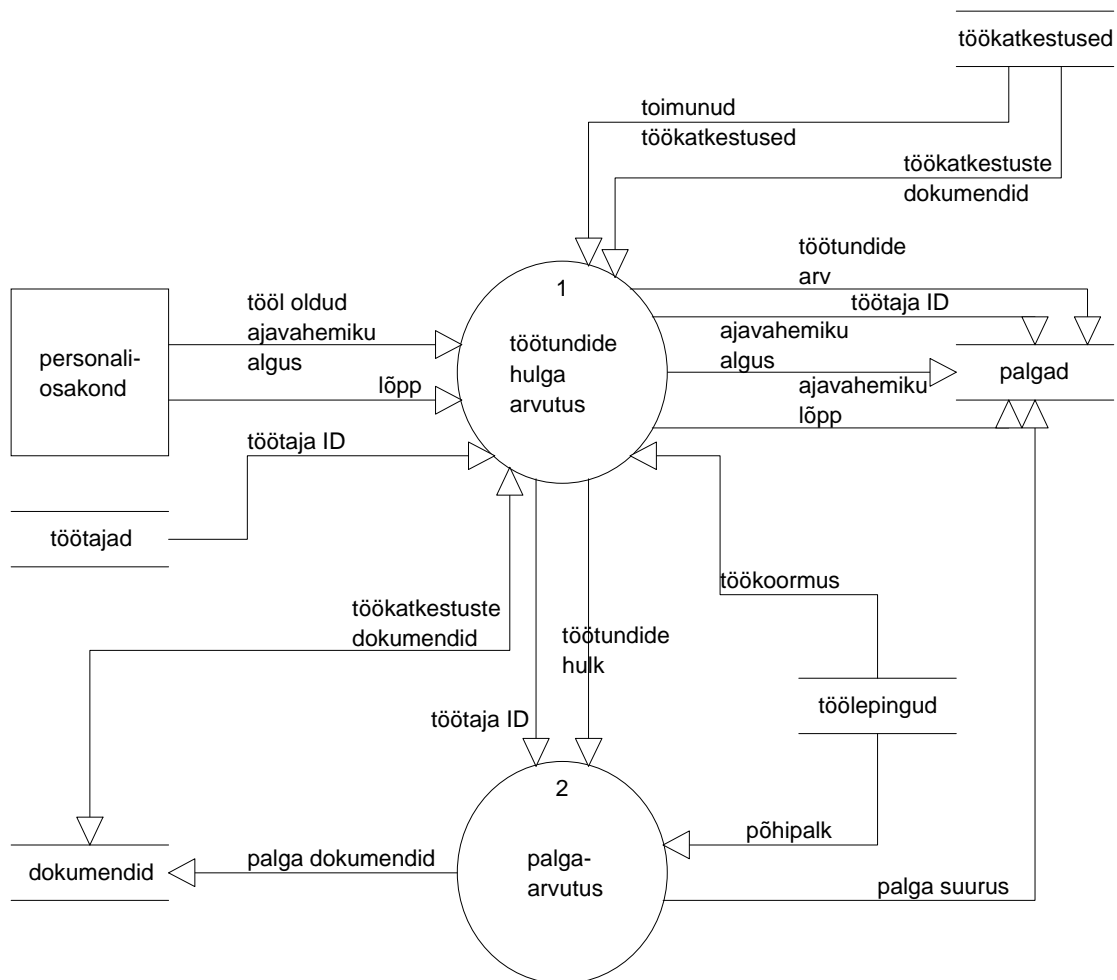 töökatkestused
toimunud
töökatkestused
töökatkestuste
dokumendid
töötundide
arv
1
töötaja ID
tööl oldud
ajavahemiku
algus
ajavahemiku
algus
töötundide
hulga
arvutus
personali-
osakond
palgad
lõpp
ajavahemiku
lõpp
töötaja ID
töötajad
töökoormus
töökatkestuste
dokumendid
töötundide
hulk
töölepingud
töötaja ID
2
põhipalk
palga dokumendid
dokumendid
palga-
arvutus
palga suurus